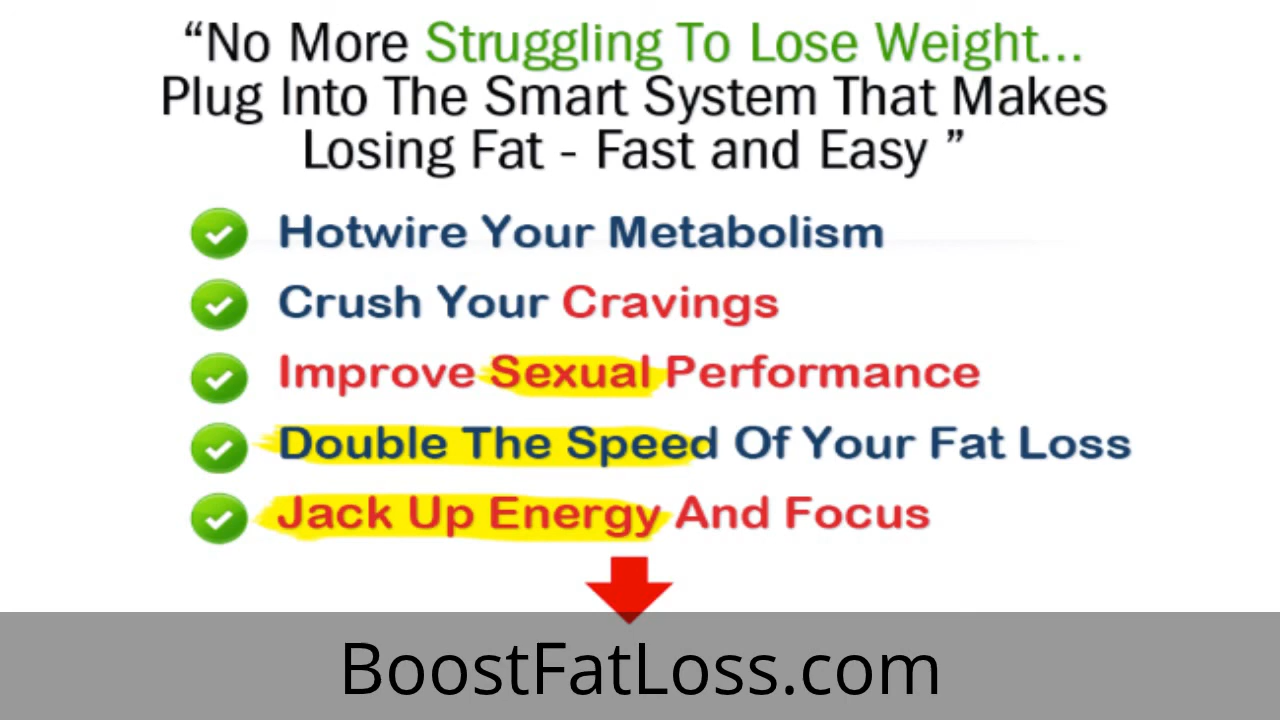 “No More Struggling To Lose Weight...
Plug Into The Smart System That Makes
Losing Fat - Fast and Easy ”
Hotwire Your Metabolism
Crush Your Cravings
Improve Sexual Performance
Double The Speed Of Your Fat Loss
Jack Up Energy And Focus
BoostFatLoss.com